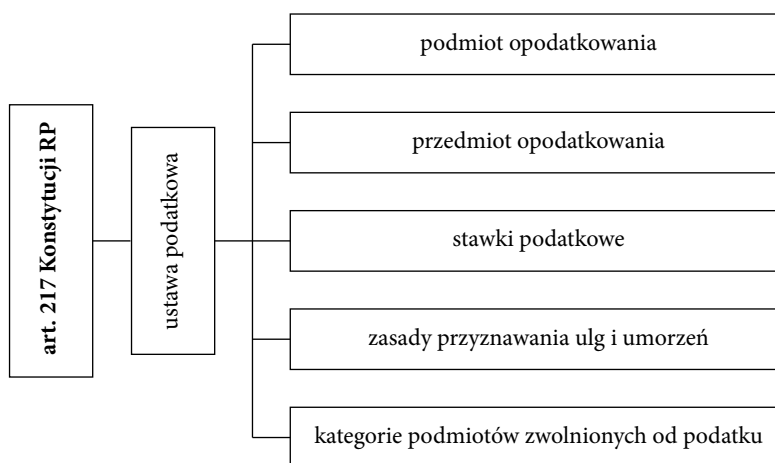 art. 217 Konstytucji RP
ustawa podatkowa
podmiot opodatkowania
przedmiot opodatkowania
stawki podatkowe
zasady przyznawania ulg i umorzeń
kategorie podmiotów zwolnionych od podatku